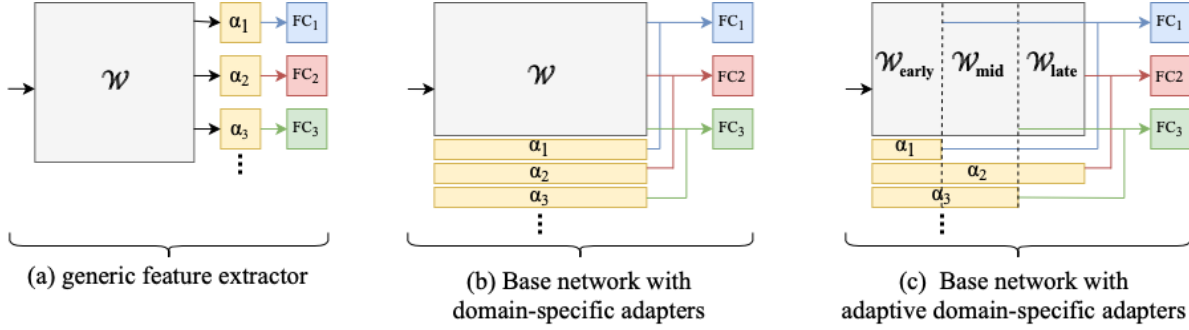 𝒲
α₁
FC₁
α₂
FC₂
α₃
FC₃
(a) generic feature extractor
𝒲
FC₁
FC2
FC₃
α₁
α₂
α₃
(b) Base network with
domain-specific adapters
𝒲early
𝒲mid
𝒲late
FC₁
FC2
FC₃
α₁
α₂
α₃
(c) Base network with
adaptive domain-specific adapters